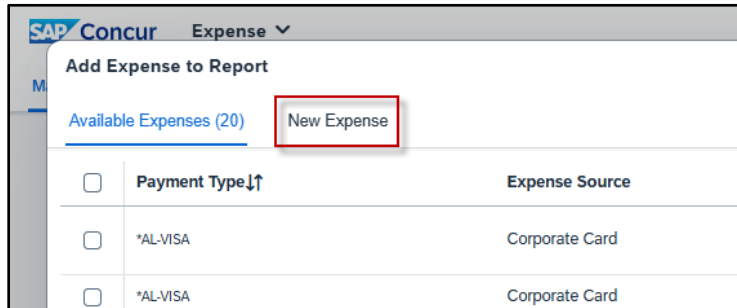 SAP Concur Expense
Add Expense to Report
M
Available Expenses (20) New Expense
Payment Type Expense Source
*AL-VISA Corporate Card
*AL-VISA Corporate Card